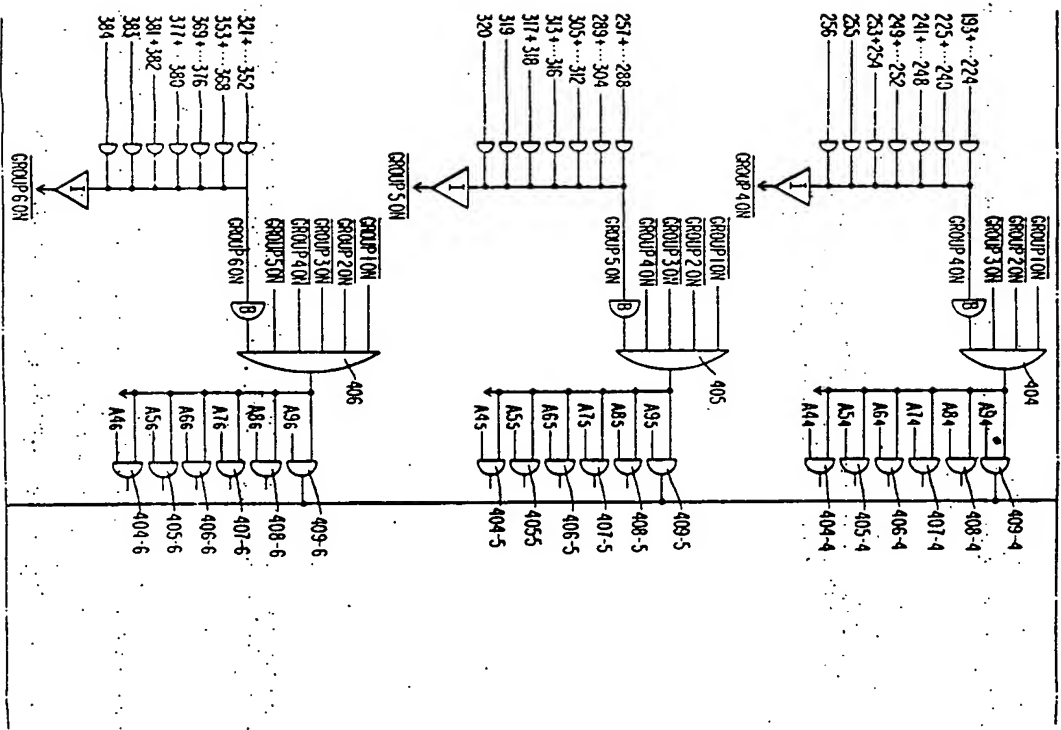 193+···224
225+···240
241+···248
249+···252
253+254
255
256
I
GROUP 4 ON
GROUP 1 ON
GROUP 2 ON
GROUP 3 ON
GROUP 4 ON
B
404
A94
A84
A74
A64
A54
A44
409-4
408-4
407-4
406-4
405-4
404-4
257+···288
289+···304
305+···312
313+···316
317+318
319
320
I
GROUP 5 ON
GROUP 1 ON
GROUP 2 ON
GROUP 3 ON
GROUP 4 ON
GROUP 5 ON
B
405
A95
A85
A75
A65
A55
A45
409-5
408-5
407-5
406-5
405-5
404-5
321+···352
353+···368
369+···376
377+···380
381+382
383
384
I
GROUP 6 ON
GROUP 1 ON
GROUP 2 ON
GROUP 3 ON
GROUP 4 ON
GROUP 5 ON
GROUP 6 ON
B
406
A96
A86
A76
A66
A56
A46
409-6
408-6
407-6
406-6
405-6
404-6